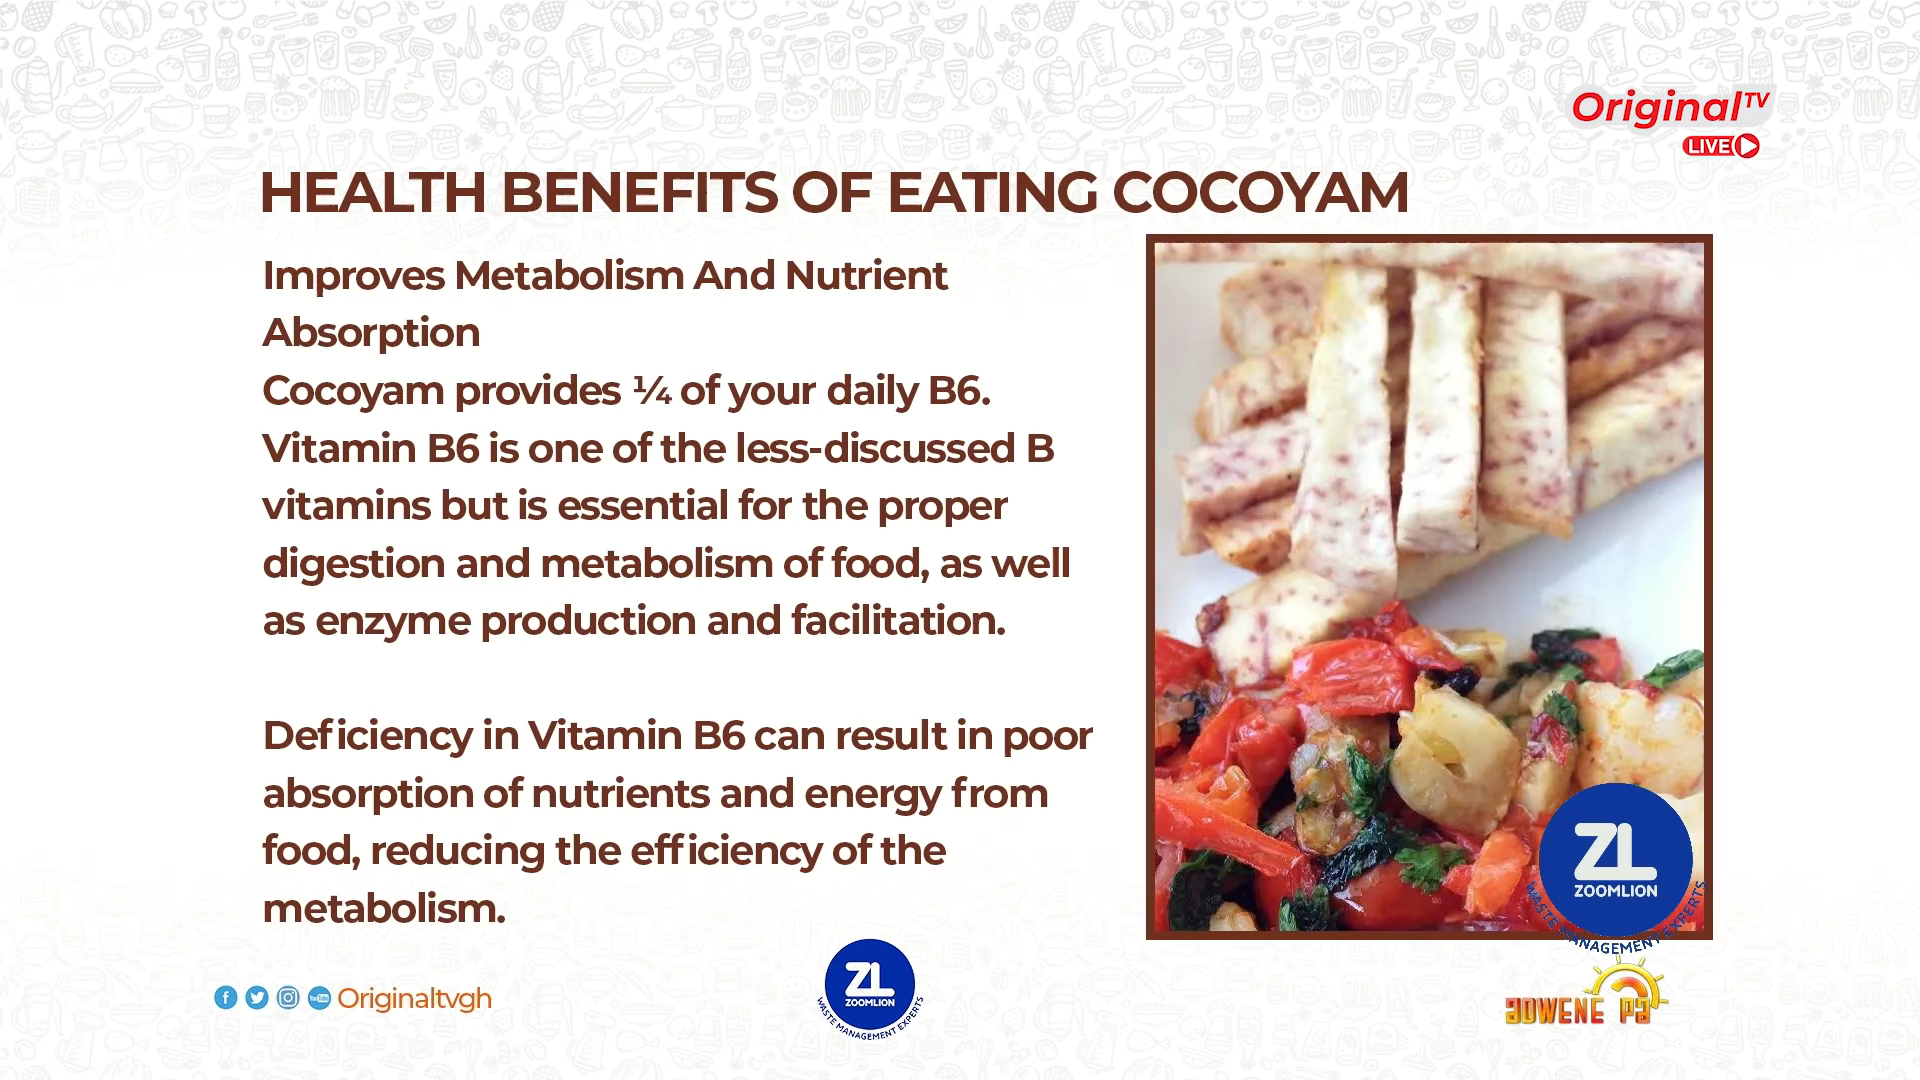 Original TV
LIVE
HEALTH BENEFITS OF EATING COCOYAM
Improves Metabolism And Nutrient
Absorption
Cocoyam provides ¼ of your daily B6.
Vitamin B6 is one of the less-discussed B
vitamins but is essential for the proper
digestion and metabolism of food, as well
as enzyme production and facilitation.
Deficiency in Vitamin B6 can result in poor
absorption of nutrients and energy from
food, reducing the efficiency of the
metabolism.
ZL
ZOOMLION
WASTE MANAGEMENT EXPERTS
Originaltvgh
ZL
ZOOMLION
WASTE MANAGEMENT EXPERTS
ADWENE PA